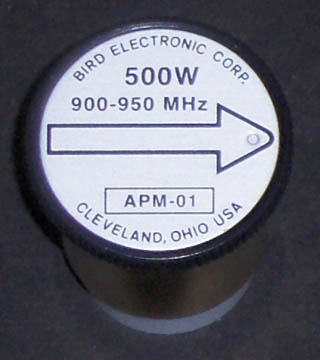 BIRD ELECTRONIC CORP.
500W
900-950 MHz
APM-01
CLEVELAND, OHIO USA